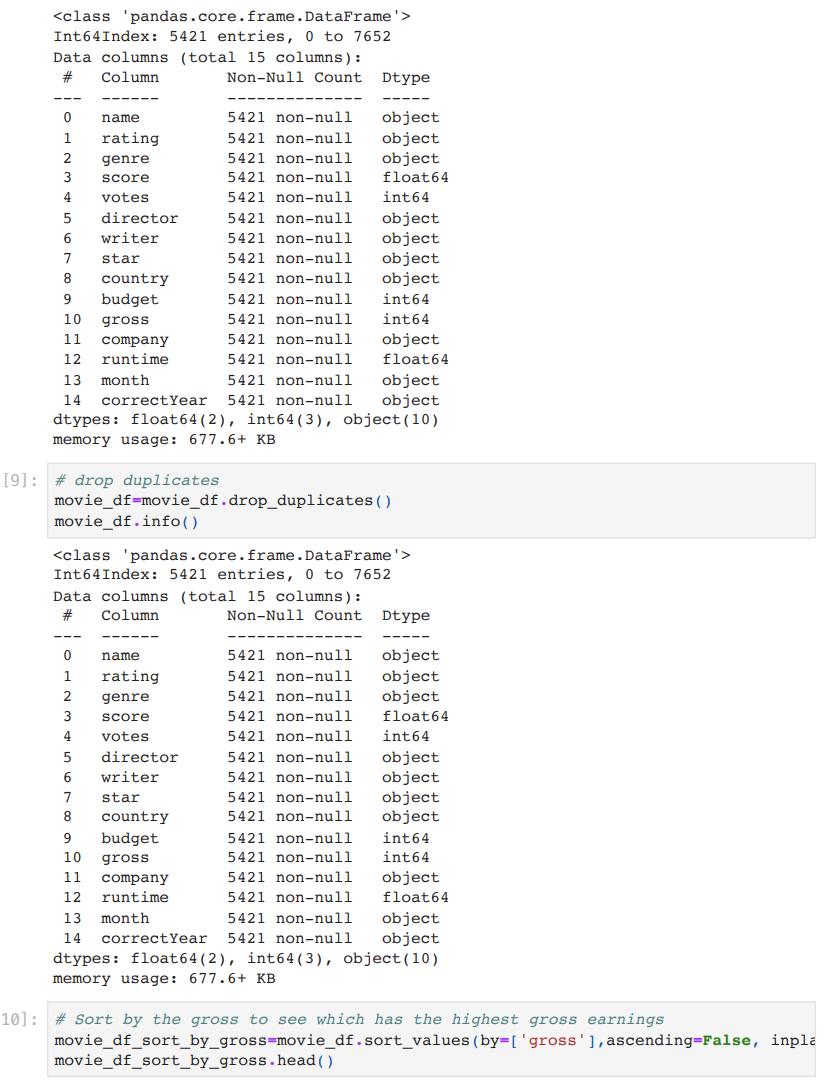 <class 'pandas.core.frame.DataFrame'>
Int64Index: 5421 entries, 0 to 7652
Data columns (total 15 columns):
 #   Column       Non-Null Count  Dtype
---  ------       --------------  -----
 0   name         5421 non-null   object
 1   rating       5421 non-null   object
 2   genre        5421 non-null   object
 3   score        5421 non-null   float64
 4   votes        5421 non-null   int64
 5   director     5421 non-null   object
 6   writer       5421 non-null   object
 7   star         5421 non-null   object
 8   country      5421 non-null   object
 9   budget       5421 non-null   int64
 10  gross        5421 non-null   int64
 11  company      5421 non-null   object
 12  runtime      5421 non-null   float64
 13  month        5421 non-null   object
 14  correctYear  5421 non-null   object
dtypes: float64(2), int64(3), object(10)
memory usage: 677.6+ KB
[9]: # drop duplicates
movie_df=movie_df.drop_duplicates()
movie_df.info()
<class 'pandas.core.frame.DataFrame'>
Int64Index: 5421 entries, 0 to 7652
Data columns (total 15 columns):
 #   Column       Non-Null Count  Dtype
---  ------       --------------  -----
 0   name         5421 non-null   object
 1   rating       5421 non-null   object
 2   genre        5421 non-null   object
 3   score        5421 non-null   float64
 4   votes        5421 non-null   int64
 5   director     5421 non-null   object
 6   writer       5421 non-null   object
 7   star         5421 non-null   object
 8   country      5421 non-null   object
 9   budget       5421 non-null   int64
 10  gross        5421 non-null   int64
 11  company      5421 non-null   object
 12  runtime      5421 non-null   float64
 13  month        5421 non-null   object
 14  correctYear  5421 non-null   object
dtypes: float64(2), int64(3), object(10)
memory usage: 677.6+ KB
10]: # Sort by the gross to see which has the highest gross earnings
movie_df_sort_by_gross=movie_df.sort_values(by=['gross'],ascending=False, inpla
movie_df_sort_by_gross.head()